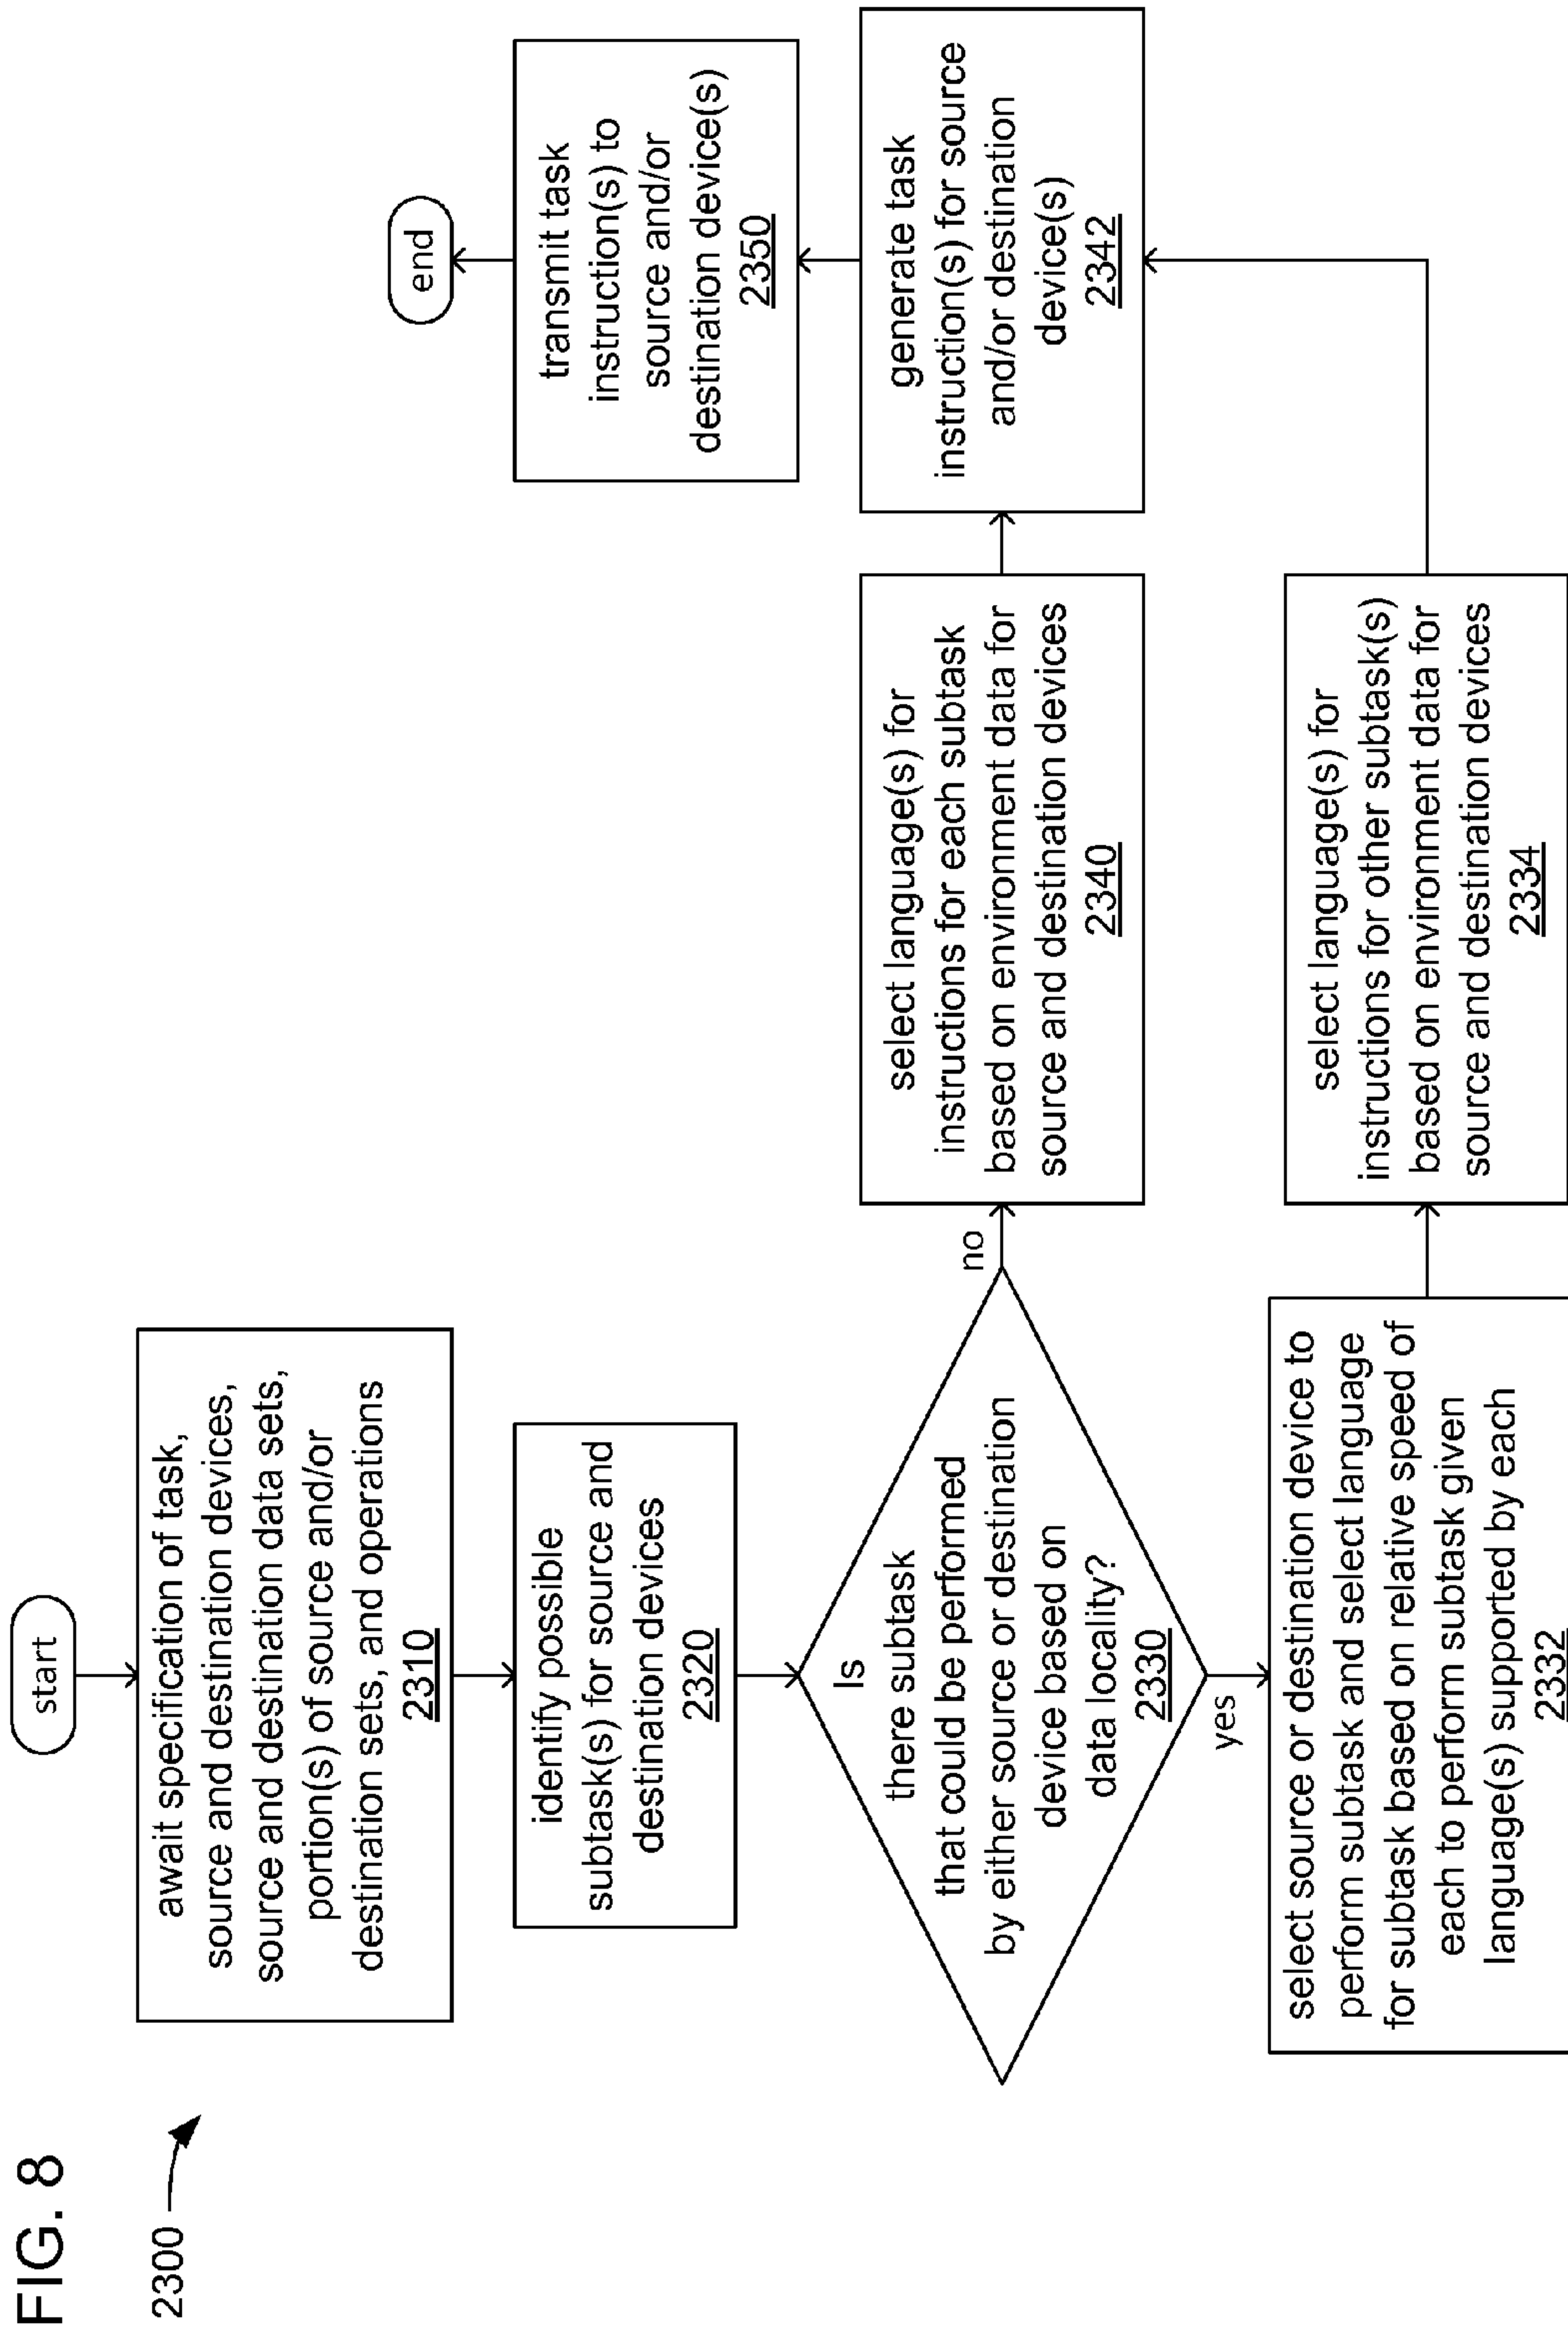 FIG. 8
2300
start
await specification of task,
source and destination devices,
source and destination data sets,
portion(s) of source and/or
destination sets, and operations
2310
identify possible
subtask(s) for source and
destination devices
2320
Is
there subtask
that could be performed
by either source or destination
device based on
data locality?
2330
no
yes
select source or destination device to
perform subtask and select language
for subtask based on relative speed of
each to perform subtask given
language(s) supported by each
2332
select language(s) for
instructions for other subtask(s)
based on environment data for
source and destination devices
2334
select language(s) for
instructions for each subtask
based on environment data for
source and destination devices
2340
generate task
instruction(s) for source
and/or destination
device(s)
2342
transmit task
instruction(s) to
source and/or
destination device(s)
2350
end